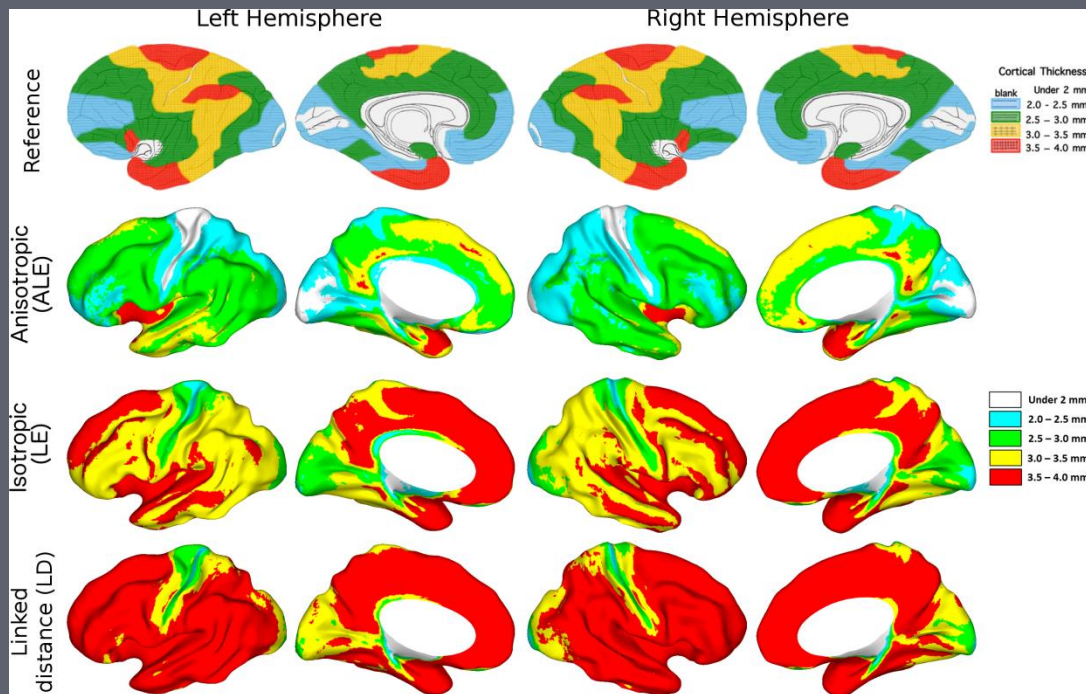 Left Hemisphere
Right Hemisphere
Reference
Cortical Thickness
blank Under 2 mm
2.0 - 2.5 mm
2.5 - 3.0 mm
3.0 - 3.5 mm
3.5 - 4.0 mm
Anisotropic
(ALE)
Isotropic
(LE)
Under 2 mm
2.0 – 2.5 mm
2.5 – 3.0 mm
3.0 – 3.5 mm
3.5 – 4.0 mm
Linked
distance (LD)